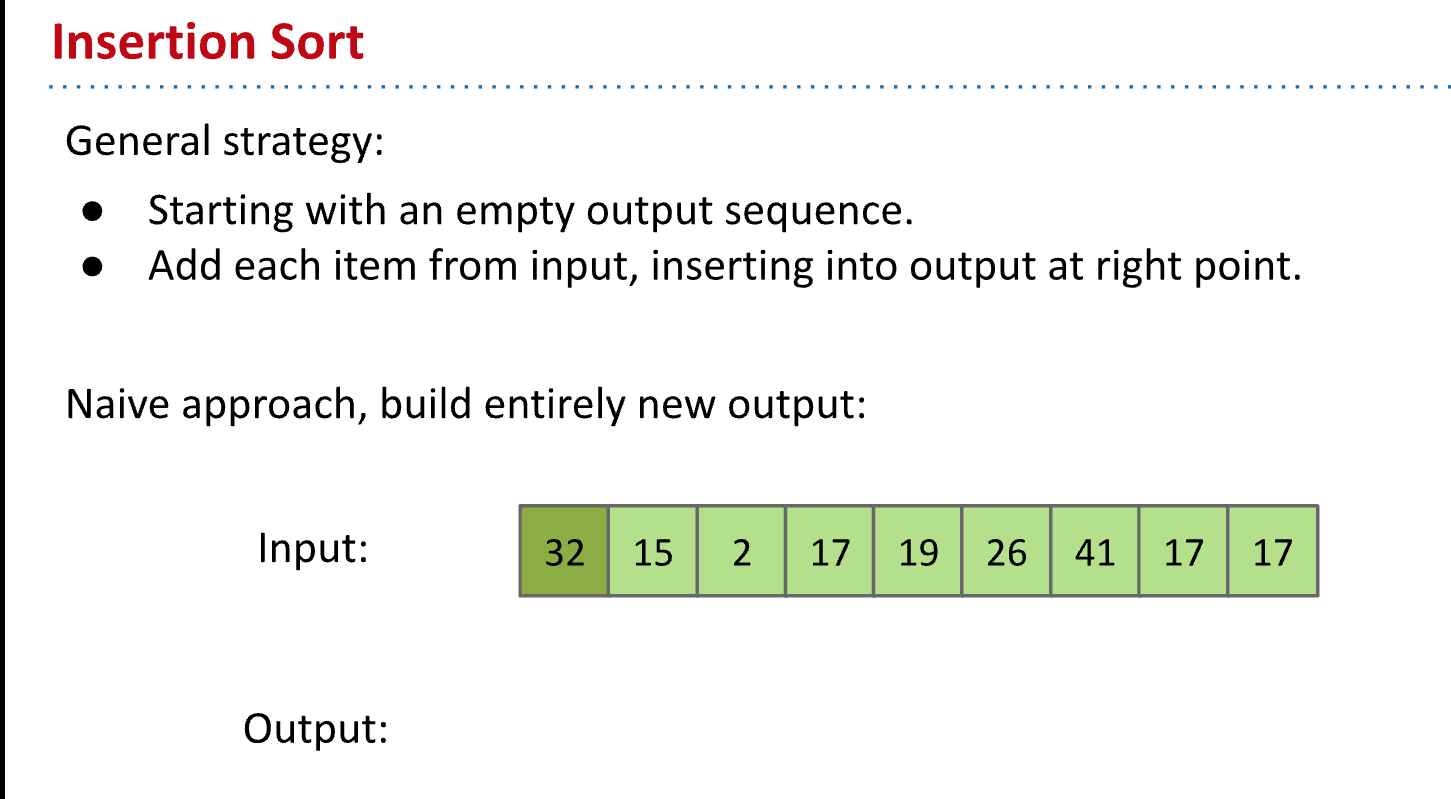 Insertion Sort
General strategy:
● Starting with an empty output sequence.
● Add each item from input, inserting into output at right point.
Naive approach, build entirely new output:
Input: 32 15 2 17 19 26 41 17 17
Output: